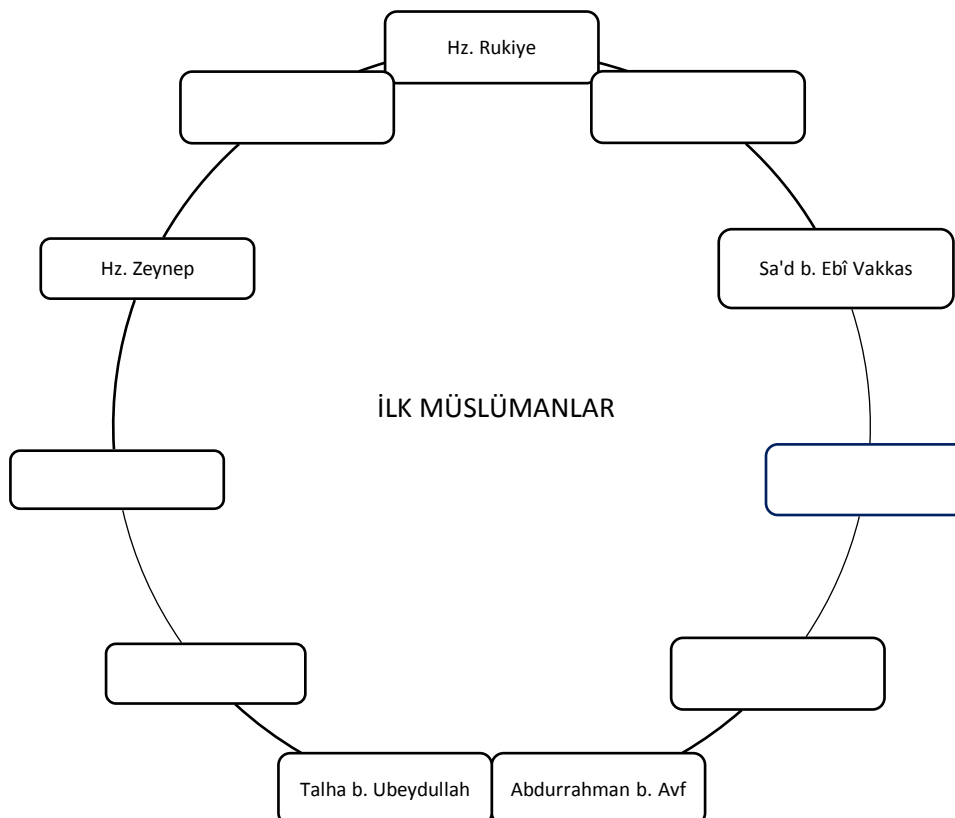 Hz. Rukiye
Hz. Zeynep
Sa'd b. Ebî Vakkas
İLK MÜSLÜMANLAR
Talha b. Ubeydullah
Abdurrahman b. Avf